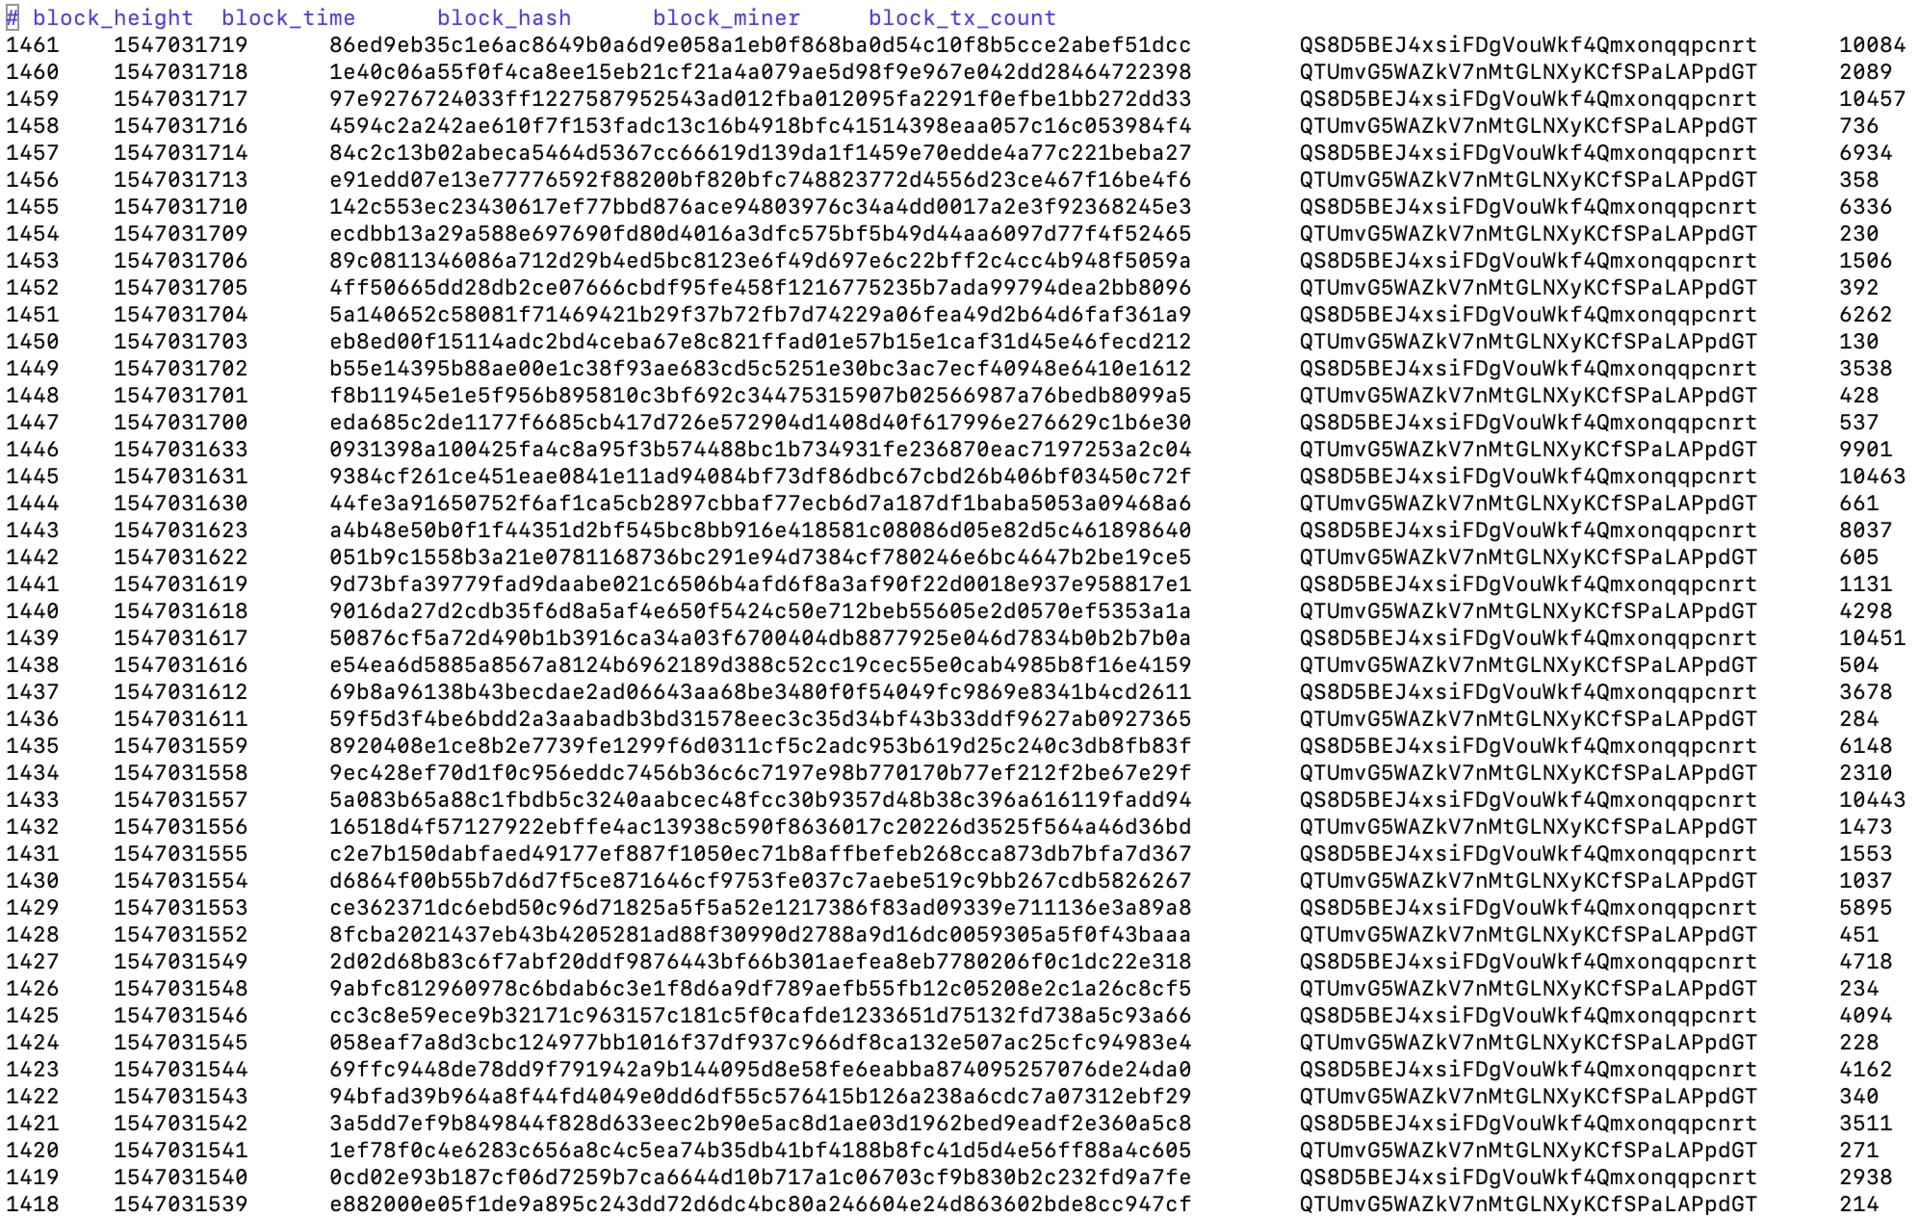 # block_height block_time block_hash block_miner block_tx_count
1461 1547031719 86ed9eb35c1e6ac8649b0a6d9e058a1eb0f868ba0d54c10f8b5cce2abef51dcc QS8D5BEJ4xsiFDgVouWkf4Qmxonqqpcnrt 10084
1460 1547031718 1e40c06a55f0f4ca8ee15eb21cf21a4a079ae5d98f9e967e042dd28464722398 QTUmvG5WAZkV7nMtGLNXyKCfSPaLAPpdGT 2089
1459 1547031717 97e9276724033ff1227587952543ad012fba012095fa2291f0efbe1bb272dd33 QS8D5BEJ4xsiFDgVouWkf4Qmxonqqpcnrt 10457
1458 1547031716 4594c2a242ae610f7f153fadc13c16b4918bfc41514398eaa057c16c053984f4 QTUmvG5WAZkV7nMtGLNXyKCfSPaLAPpdGT 736
1457 1547031714 84c2c13b02abeca5464d5367cc66619d139da1f1459e70edde4a77c221beba27 QS8D5BEJ4xsiFDgVouWkf4Qmxonqqpcnrt 6934
1456 1547031713 e91edd07e13e77776592f88200bf820bfc748823772d4556d23ce467f16be4f6 QTUmvG5WAZkV7nMtGLNXyKCfSPaLAPpdGT 358
1455 1547031710 142c553ec23430617ef77bbd876ace94803976c34a4dd0017a2e3f92368245e3 QS8D5BEJ4xsiFDgVouWkf4Qmxonqqpcnrt 6336
1454 1547031709 ecdbb13a29a588e697690fd80d4016a3dfc575bf5b49d44aa6097d77f4f52465 QTUmvG5WAZkV7nMtGLNXyKCfSPaLAPpdGT 230
1453 1547031706 89c0811346086a712d29b4ed5bc8123e6f49d697e6c22bff2c4cc4b948f5059a QS8D5BEJ4xsiFDgVouWkf4Qmxonqqpcnrt 1506
1452 1547031705 4ff50665dd28db2ce07666cbdf95fe458f1216775235b7ada99794dea2bb8096 QTUmvG5WAZkV7nMtGLNXyKCfSPaLAPpdGT 392
1451 1547031704 5a140652c58081f71469421b29f37b72fb7d74229a06fea49d2b64d6faf361a9 QS8D5BEJ4xsiFDgVouWkf4Qmxonqqpcnrt 6262
1450 1547031703 eb8ed00f15114adc2bd4ceba67e8c821ffad01e57b15e1caf31d45e46fecd212 QTUmvG5WAZkV7nMtGLNXyKCfSPaLAPpdGT 130
1449 1547031702 b55e14395b88ae00e1c38f93ae683cd5c5251e30bc3ac7ecf40948e6410e1612 QS8D5BEJ4xsiFDgVouWkf4Qmxonqqpcnrt 3538
1448 1547031701 f8b11945e1e5f956b895810c3bf692c34475315907b02566987a76bedb8099a5 QTUmvG5WAZkV7nMtGLNXyKCfSPaLAPpdGT 428
1447 1547031700 eda685c2de1177f6685cb417d726e572904d1408d40f617996e276629c1b6e30 QS8D5BEJ4xsiFDgVouWkf4Qmxonqqpcnrt 537
1446 1547031633 0931398a100425fa4c8a95f3b574488bc1b734931fe236870eac7197253a2c04 QTUmvG5WAZkV7nMtGLNXyKCfSPaLAPpdGT 9901
1445 1547031631 9384cf261ce451eae0841e11ad94084bf73df86dbc67cbd26b406bf03450c72f QS8D5BEJ4xsiFDgVouWkf4Qmxonqqpcnrt 10463
1444 1547031630 44fe3a91650752f6af1ca5cb2897cbbaf77ecb6d7a187df1baba5053a09468a6 QTUmvG5WAZkV7nMtGLNXyKCfSPaLAPpdGT 661
1443 1547031623 a4b48e50b0f1f44351d2bf545bc8bb916e418581c08086d05e82d5c461898640 QS8D5BEJ4xsiFDgVouWkf4Qmxonqqpcnrt 8037
1442 1547031622 051b9c1558b3a21e0781168736bc291e94d7384cf780246e6bc4647b2be19ce5 QTUmvG5WAZkV7nMtGLNXyKCfSPaLAPpdGT 605
1441 1547031619 9d73bfa39779fad9daabe021c6506b4afd6f8a3af90f22d0018e937e958817e1 QS8D5BEJ4xsiFDgVouWkf4Qmxonqqpcnrt 1131
1440 1547031618 9016da27d2cdb35f6d8a5af4e650f5424c50e712beb55605e2d0570ef5353a1a QTUmvG5WAZkV7nMtGLNXyKCfSPaLAPpdGT 4298
1439 1547031617 50876cf5a72d490b1b3916ca34a03f6700404db8877925e046d7834b0b2b7b0a QS8D5BEJ4xsiFDgVouWkf4Qmxonqqpcnrt 10451
1438 1547031616 e54ea6d5885a8567a8124b6962189d388c52cc19cec55e0cab4985b8f16e4159 QTUmvG5WAZkV7nMtGLNXyKCfSPaLAPpdGT 504
1437 1547031612 69b8a96138b43becdae2ad06643aa68be3480f0f54049fc9869e8341b4cd2611 QS8D5BEJ4xsiFDgVouWkf4Qmxonqqpcnrt 3678
1436 1547031611 59f5d3f4be6bdd2a3aabadb3bd31578eec3c35d34bf43b33ddf9627ab0927365 QTUmvG5WAZkV7nMtGLNXyKCfSPaLAPpdGT 284
1435 1547031559 8920408e1ce8b2e7739fe1299f6d0311cf5c2adc953b619d25c240c3db8fb83f QS8D5BEJ4xsiFDgVouWkf4Qmxonqqpcnrt 6148
1434 1547031558 9ec428ef70d1f0c956eddc7456b36c6c7197e98b770170b77ef212f2be67e29f QTUmvG5WAZkV7nMtGLNXyKCfSPaLAPpdGT 2310
1433 1547031557 5a083b65a88c1fbdb5c3240aabcec48fcc30b9357d48b38c396a616119fadd94 QS8D5BEJ4xsiFDgVouWkf4Qmxonqqpcnrt 10443
1432 1547031556 16518d4f57127922ebffe4ac13938c590f8636017c20226d3525f564a46d36bd QTUmvG5WAZkV7nMtGLNXyKCfSPaLAPpdGT 1473
1431 1547031555 c2e7b150dabfaed49177ef887f1050ec71b8affbefeb268cca873db7bfa7d367 QS8D5BEJ4xsiFDgVouWkf4Qmxonqqpcnrt 1553
1430 1547031554 d6864f00b55b7d6d7f5ce871646cf9753fe037c7aebe519c9bb267cdb5826267 QTUmvG5WAZkV7nMtGLNXyKCfSPaLAPpdGT 1037
1429 1547031553 ce362371dc6ebd50c96d71825a5f5a52e1217386f83ad09339e711136e3a89a8 QS8D5BEJ4xsiFDgVouWkf4Qmxonqqpcnrt 5895
1428 1547031552 8fcba2021437eb43b4205281ad88f30990d2788a9d16dc0059305a5f0f43baaa QTUmvG5WAZkV7nMtGLNXyKCfSPaLAPpdGT 451
1427 1547031549 2d02d68b83c6f7abf20ddf9876443bf66b301aefea8eb7780206f0c1dc22e318 QS8D5BEJ4xsiFDgVouWkf4Qmxonqqpcnrt 4718
1426 1547031548 9abfc812960978c6bdab6c3e1f8d6a9df789aefb55fb12c05208e2c1a26c8cf5 QTUmvG5WAZkV7nMtGLNXyKCfSPaLAPpdGT 234
1425 1547031546 cc3c8e59ece9b32171c963157c181c5f0cafde1233651d75132fd738a5c93a66 QS8D5BEJ4xsiFDgVouWkf4Qmxonqqpcnrt 4094
1424 1547031545 058eaf7a8d3cbc124977bb1016f37df937c966df8ca132e507ac25cfc94983e4 QTUmvG5WAZkV7nMtGLNXyKCfSPaLAPpdGT 228
1423 1547031544 69ffc9448de78dd9f791942a9b144095d8e58fe6eabba874095257076de24da0 QS8D5BEJ4xsiFDgVouWkf4Qmxonqqpcnrt 4162
1422 1547031543 94bfad39b964a8f44fd4049e0dd6df55c576415b126a238a6cdc7a07312ebf29 QTUmvG5WAZkV7nMtGLNXyKCfSPaLAPpdGT 340
1421 1547031542 3a5dd7ef9b849844f828d633eec2b90e5ac8d1ae03d1962bed9eadf2e360a5c8 QS8D5BEJ4xsiFDgVouWkf4Qmxonqqpcnrt 3511
1420 1547031541 1ef78f0c4e6283c656a8c4c5ea74b35db41bf4188b8fc41d5d4e56ff88a4c605 QTUmvG5WAZkV7nMtGLNXyKCfSPaLAPpdGT 271
1419 1547031540 0cd02e93b187cf06d7259b7ca6644d10b717a1c06703cf9b830b2c232fd9a7fe QS8D5BEJ4xsiFDgVouWkf4Qmxonqqpcnrt 2938
1418 1547031539 e882000e05f1de9a895c243dd72d6dc4bc80a246604e24d863602bde8cc947cf QTUmvG5WAZkV7nMtGLNXyKCfSPaLAPpdGT 214